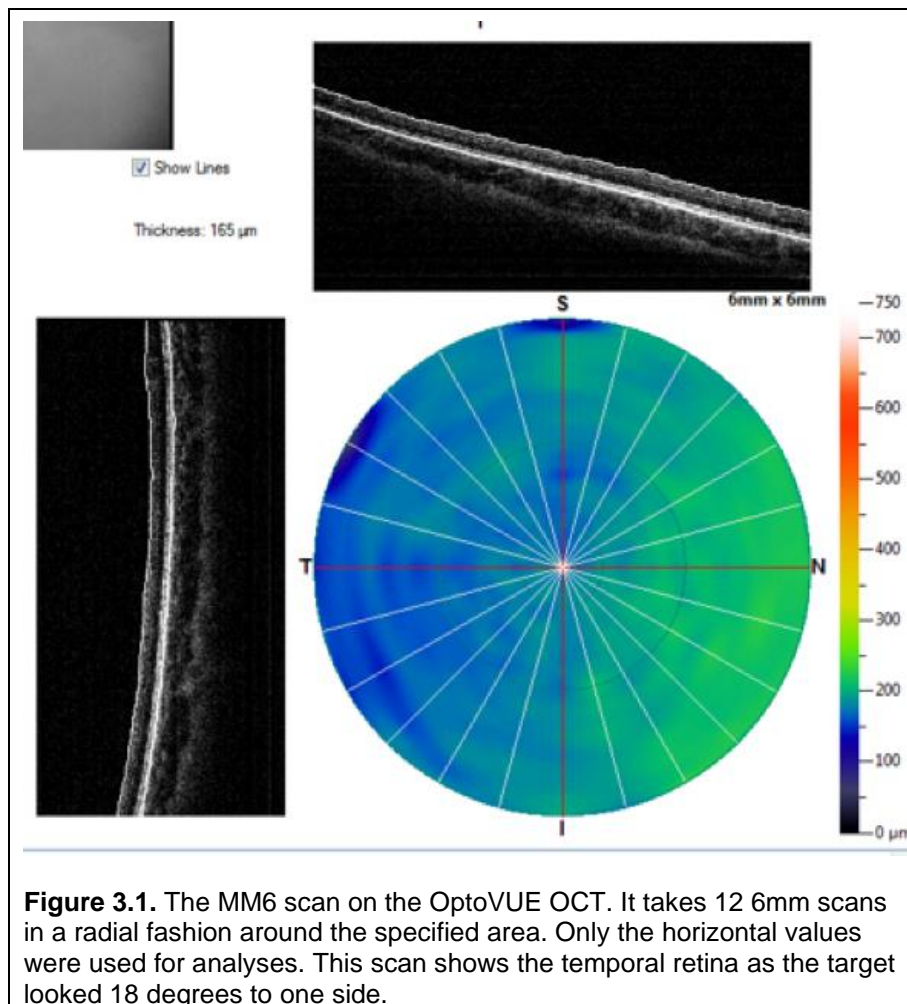 Show Lines
Thickness: 165 µm
6mm x 6mm
S
T
N
I
750
700
600
500
400
300
200
100
0 µm
Figure 3.1. The MM6 scan on the OptoVUE OCT. It takes 12 6mm scans
in a radial fashion around the specified area. Only the horizontal values
were used for analyses. This scan shows the temporal retina as the target
looked 18 degrees to one side.